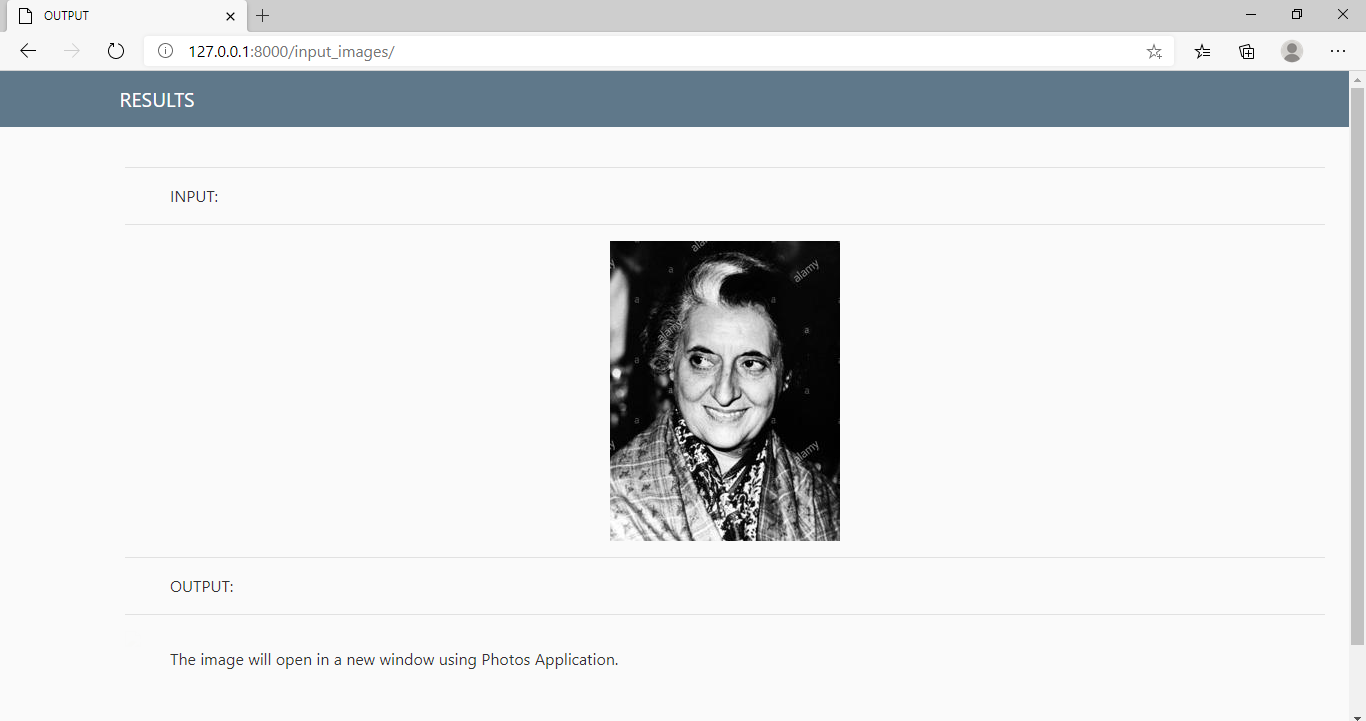 OUTPUT
127.0.0.1:8000/input_images/
RESULTS
INPUT:
alamy
a
alamy
a
a
alamy
a
a
a
a
a
a
alamy
OUTPUT:
The image will open in a new window using Photos Application.